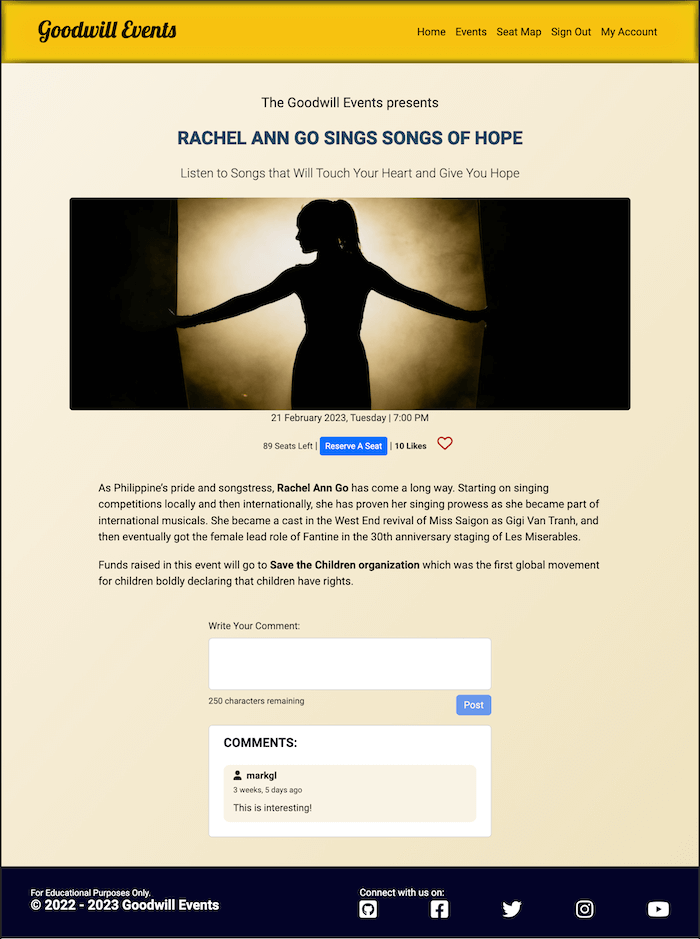 Goodwill Events
Home Events Seat Map Sign Out My Account
The Goodwill Events presents
RACHEL ANN GO SINGS SONGS OF HOPE
Listen to Songs that Will Touch Your Heart and Give You Hope
21 February 2023, Tuesday | 7:00 PM
89 Seats Left | Reserve A Seat | 10 Likes
As Philippine's pride and songstress, Rachel Ann Go has come a long way. Starting on singing
competitions locally and then internationally, she has proven her singing prowess as she became part of
international musicals. She became a cast in the West End revival of Miss Saigon as Gigi Van Tranh, and
then eventually got the female lead role of Fantine in the 30th anniversary staging of Les Miserables.
Funds raised in this event will go to Save the Children organization which was the first global movement
for children boldly declaring that children have rights.
Write Your Comment:
250 characters remaining
Post
COMMENTS:
markgl
3 weeks, 5 days ago
This is interesting!
For Educational Purposes Only.
© 2022 - 2023 Goodwill Events
Connect with us on: